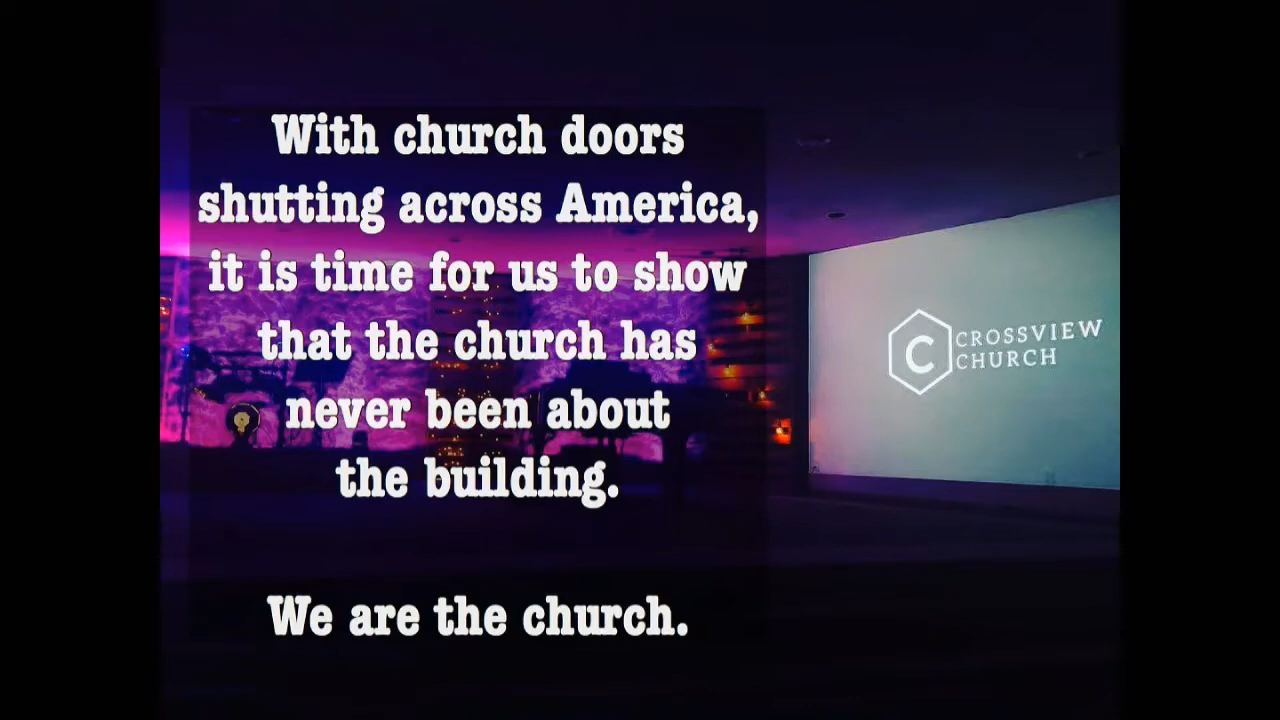 With church doors
shutting across America,
it is time for us to show
that the church has
never been about
the building.
We are the church.
C
CROSSVIEW
CHURCH